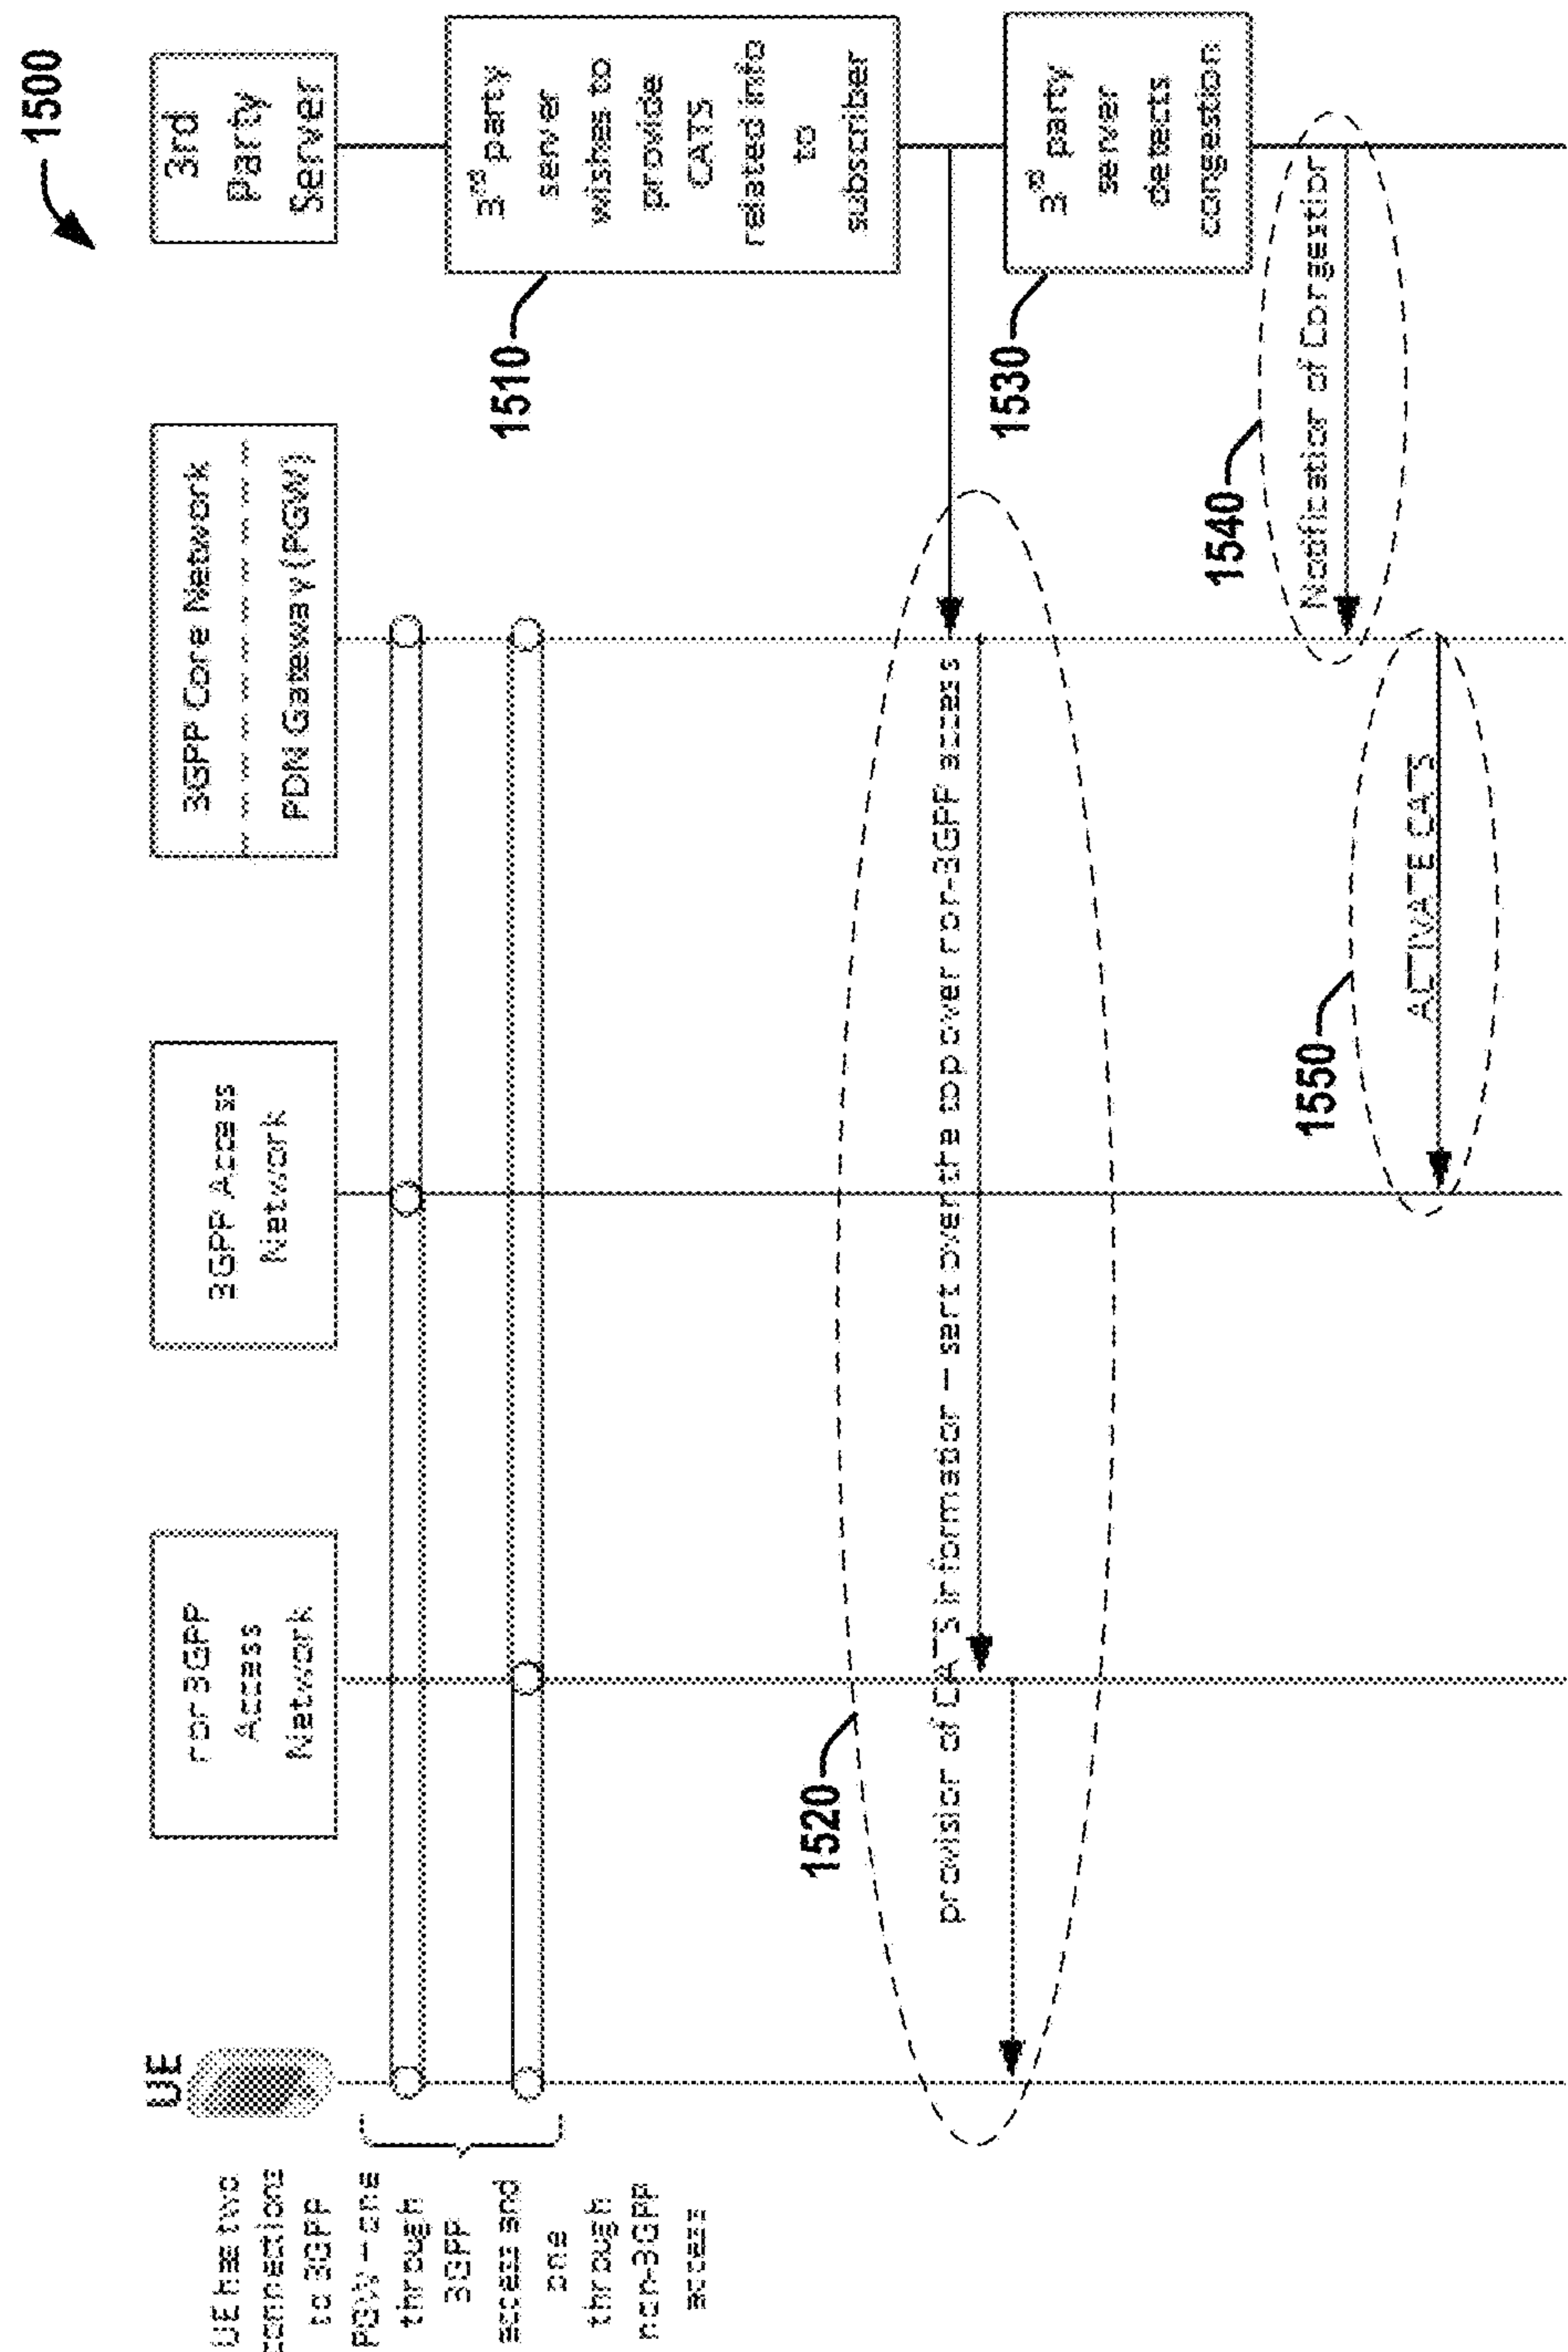 1500
UE
non 3GPP
Access
Network
3GPP Access
Network
3GPP Core Network
PDN Gateway (PGW)
3rd
Party
Server
UE has two
connections
to 3GPP
PGW – one
through
3GPP
access and
one
through
non-3GPP
access
1510
3rd party
server
wishes to
provide
CATS
related info
to
subscriber
1520
provision of CATS information – sent over the top over non-3GPP access
1530
3rd party
server
detects
congestion
1540
Notification of Congestion
1550
ACTIVATE CATS